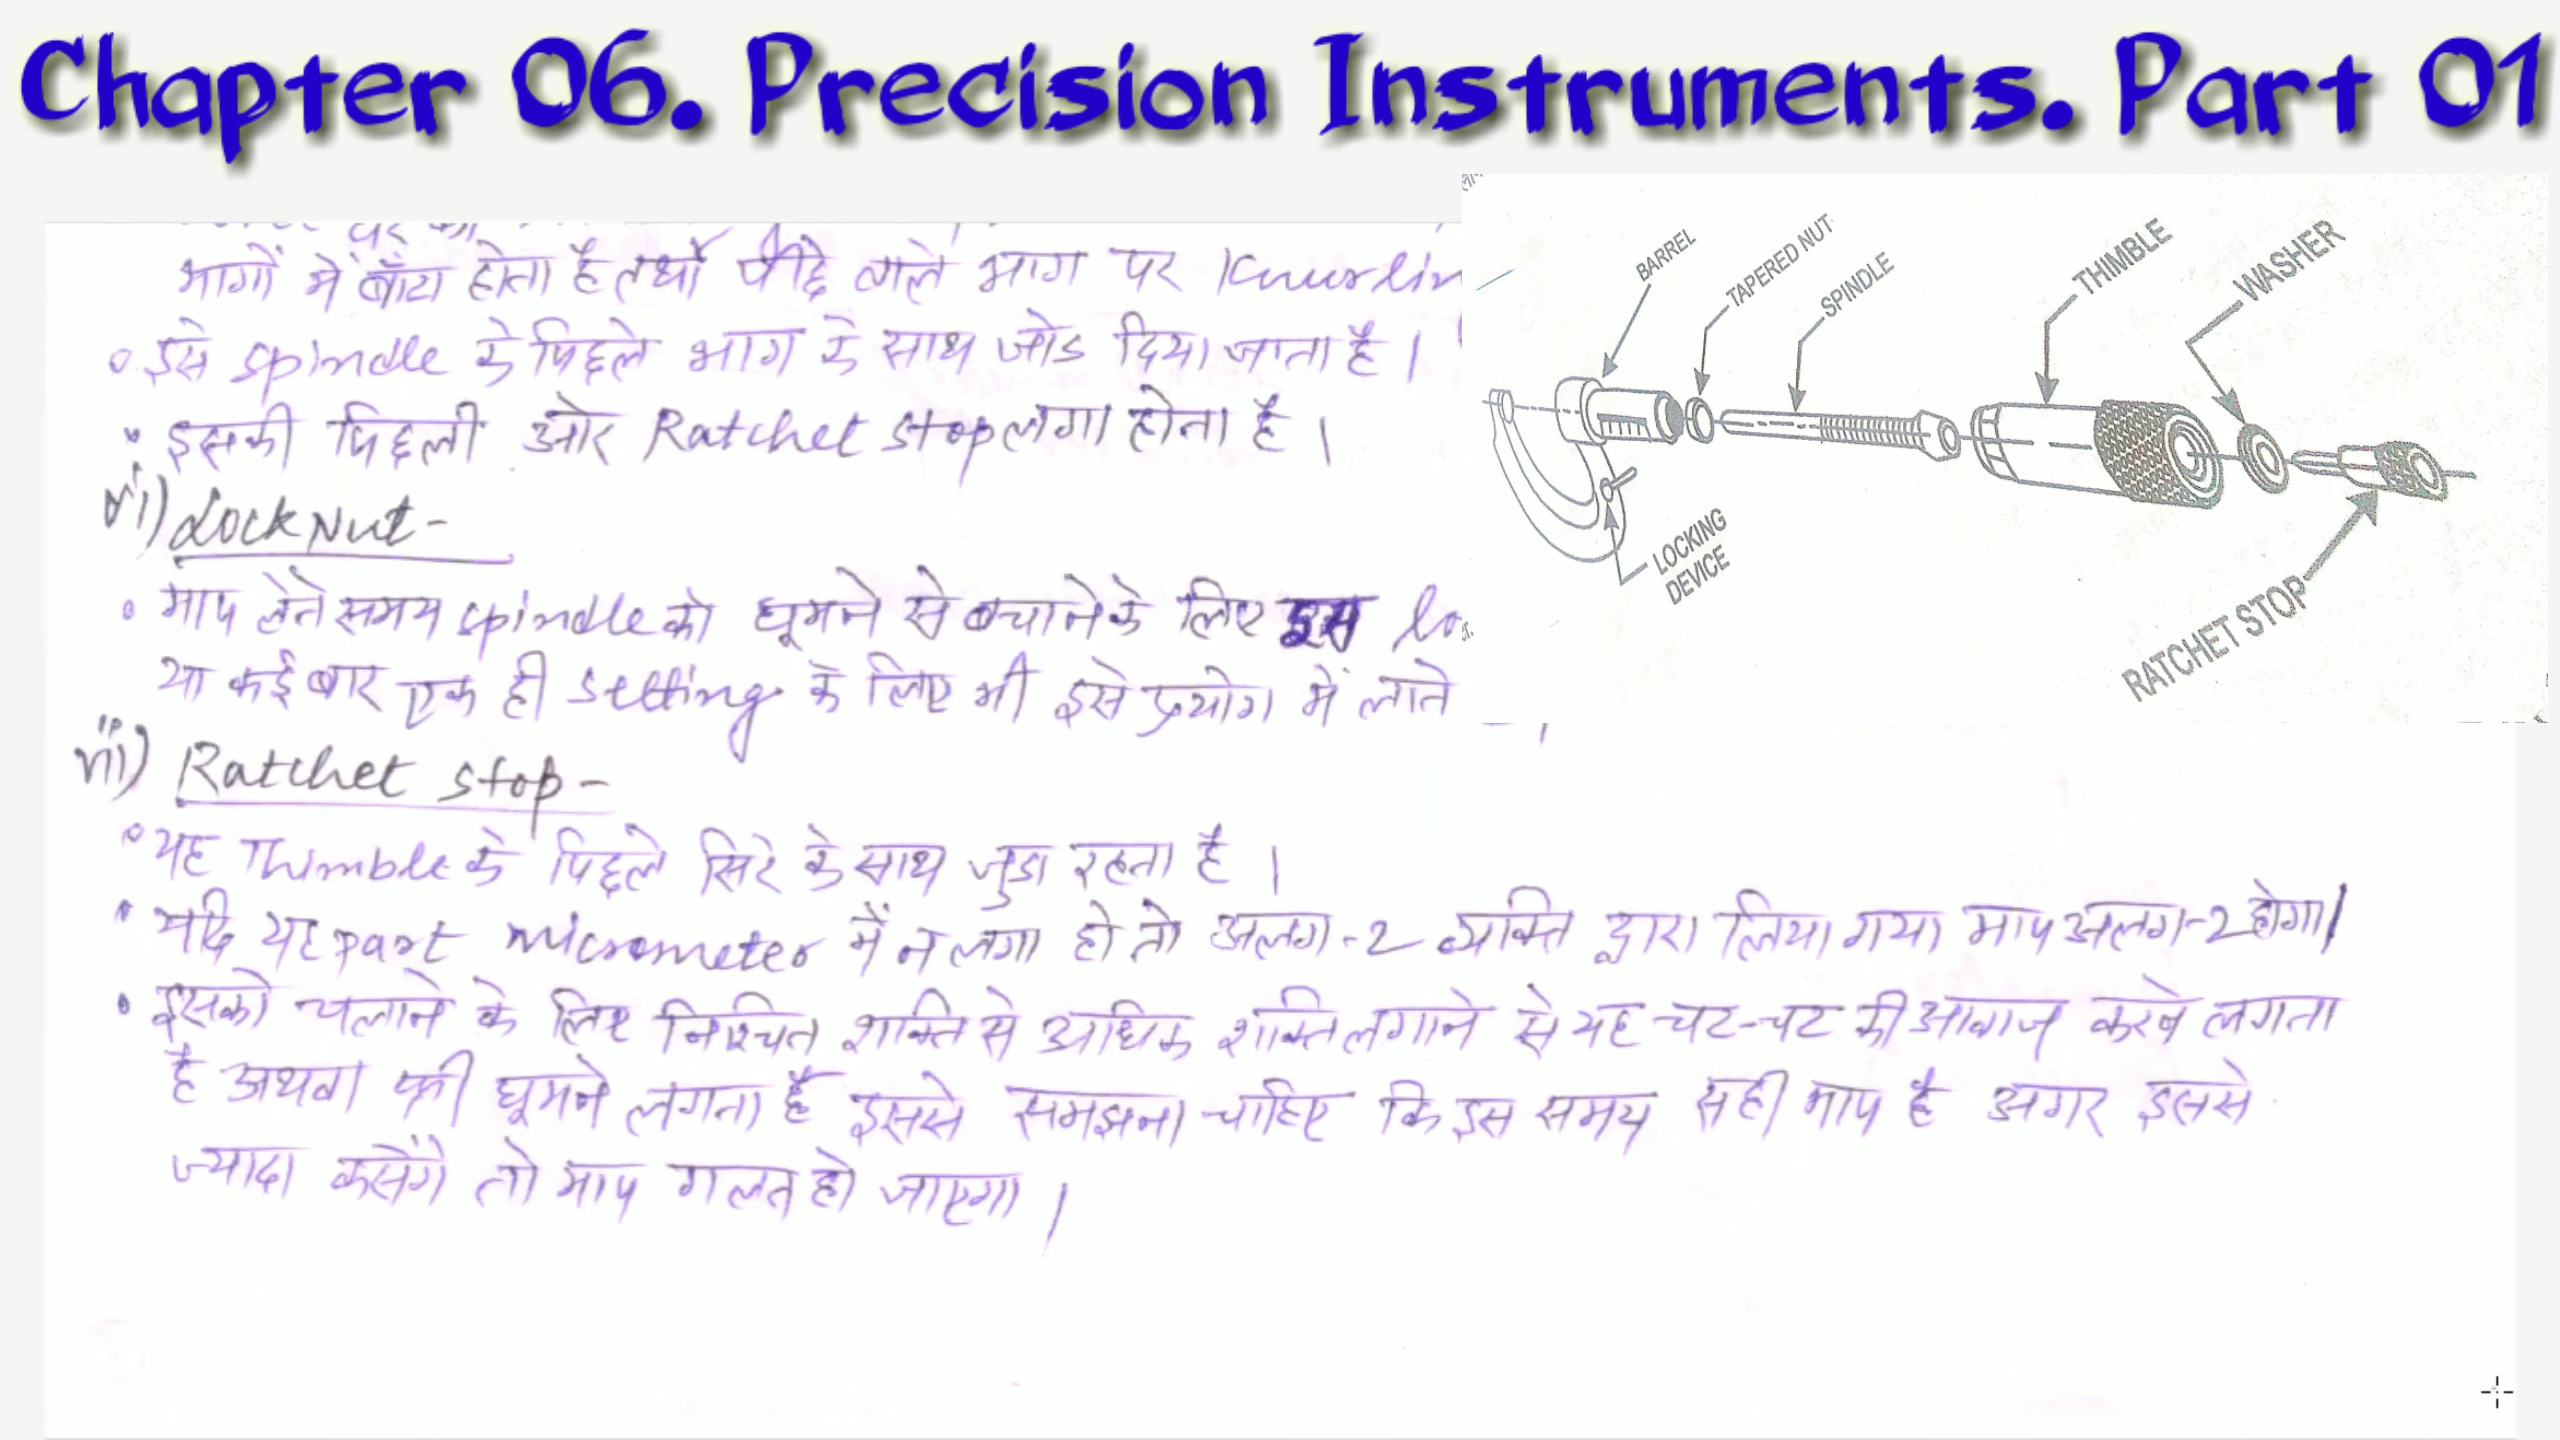 Chapter 06. Precision Instruments. Part 01
भागों में बाँटा होता है तथा पीछे वाले भाग पर Knurlin
इसे spindle के पिछले भाग के साथ जोड दिया जाता है।
इसकी पिछली ओर Ratchet stop लगा होता है।
vi) Lock Nut -
माप लेते समय spindle को घूमने से बचाने के लिए इस lo
या कई बार एक ही setting के लिए भी इसे प्रयोग में लाते
vii) Ratchet stop -
यह Thimble के पिछले सिरे के साथ जुडा रहता है।
यदि यह part micrometer में न लगा हो तो अलग-2 व्यक्ति द्वारा लिया गया माप अलग-2 होगा।
इसको चलाने के लिए निश्चित शक्ति से अधिक शक्ति लगाने से यह चट-चट की आवाज करने लगता
है अथवा फ्री घूमने लगता है इससे समझना चाहिए कि इस समय सही माप है अगर इससे
ज्यादा कसेंगे तो माप गलत हो जाएगा।
BARREL
TAPERED NUT
SPINDLE
THIMBLE
WASHER
LOCKING
DEVICE
RATCHET STOP